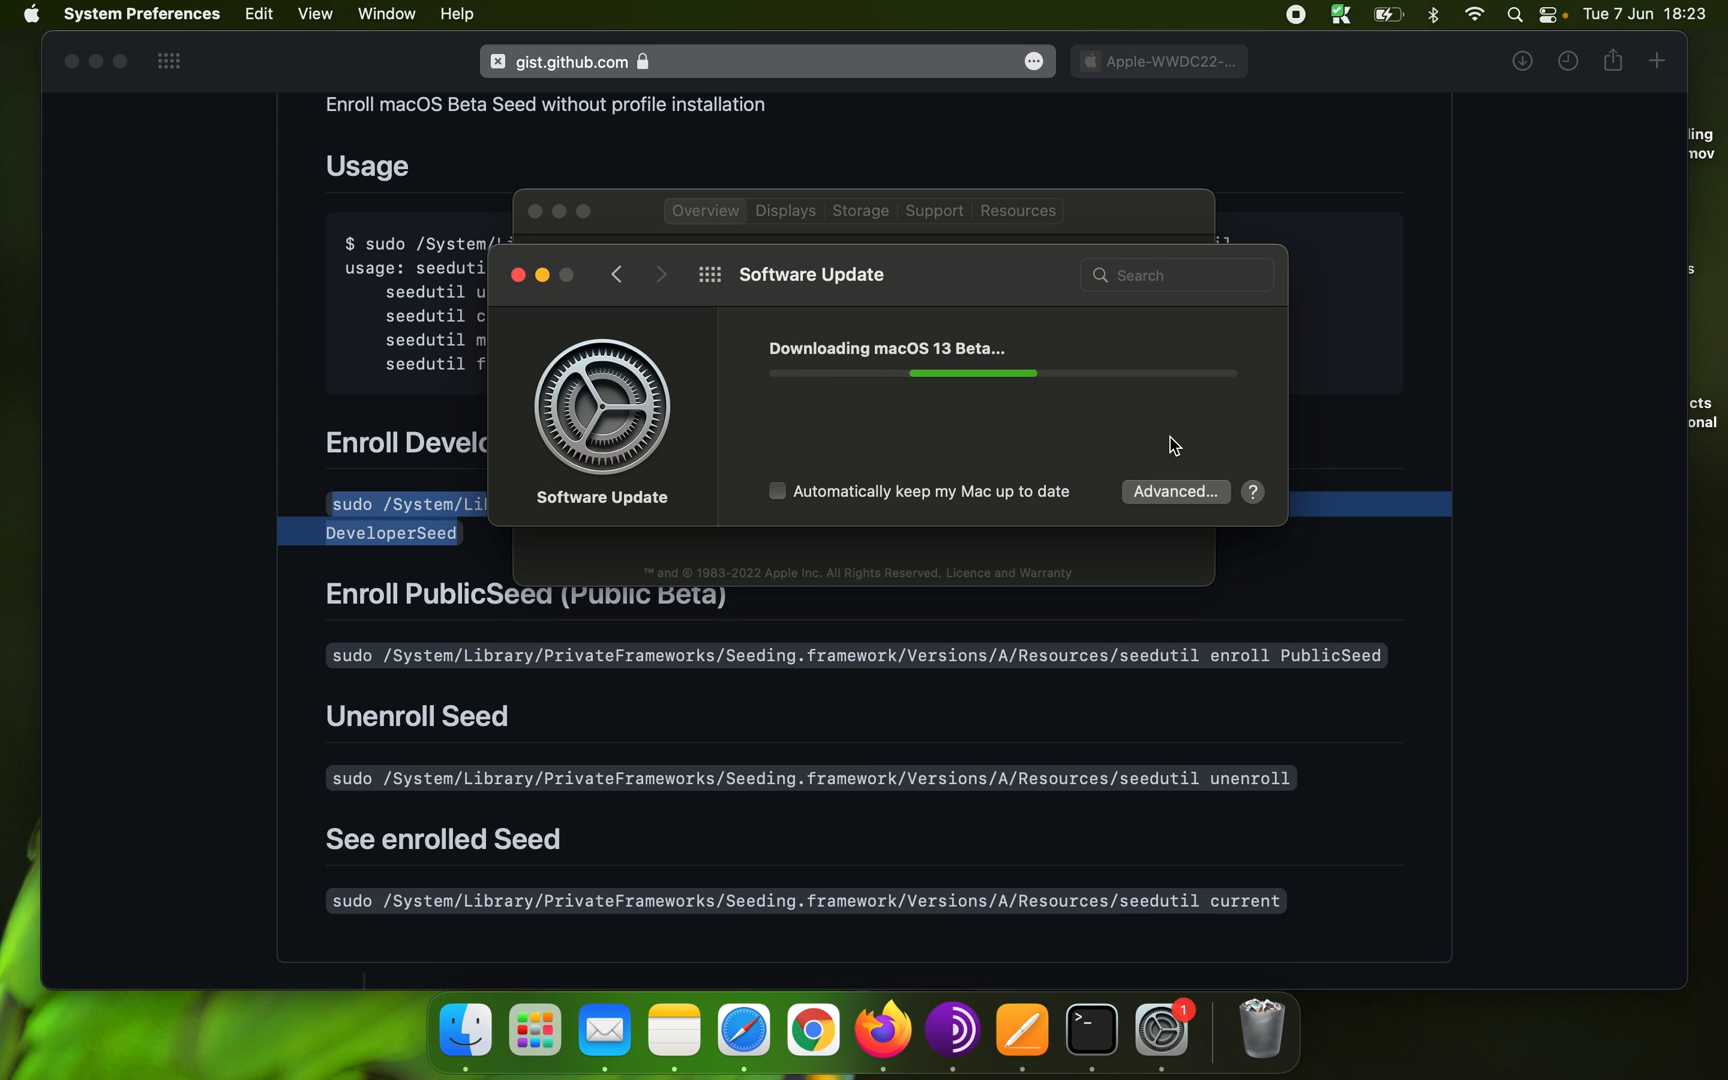 System Preferences Edit View Window Help Tue 7 Jun 18:23
gist.github.com Apple-WWDC22-...
Enroll macOS Beta Seed without profile installation
Usage
$ sudo /System/
usage: seeduti
seedutil u
seedutil c
seedutil m
seedutil f
Overview Displays Storage Support Resources
Software Update
Search
Downloading macOS 13 Beta...
Software Update
Automatically keep my Mac up to date
Advanced...
?
™ and © 1983-2022 Apple Inc. All Rights Reserved. Licence and Warranty
Enroll Develo
sudo /System/Li
DeveloperSeed
Enroll PublicSeed (Public Beta)
sudo /System/Library/PrivateFrameworks/Seeding.framework/Versions/A/Resources/seedutil enroll PublicSeed
Unenroll Seed
sudo /System/Library/PrivateFrameworks/Seeding.framework/Versions/A/Resources/seedutil unenroll
See enrolled Seed
sudo /System/Library/PrivateFrameworks/Seeding.framework/Versions/A/Resources/seedutil current
ling
mov
s
cts
onal
1